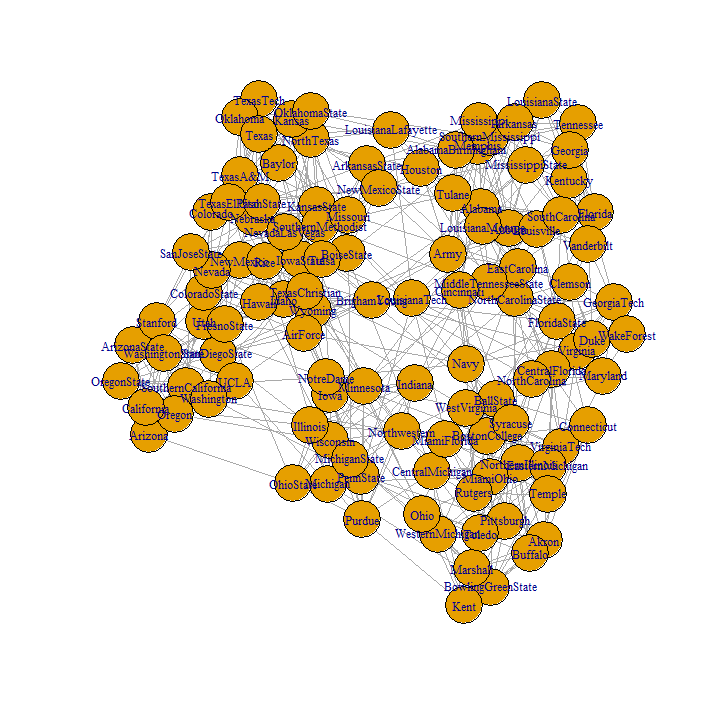 LouisianaState
TexasTech
OklahomaState
Oklahoma
Kansas
Mississippi
Arkansas
Tennessee
LouisianaLafayette
Texas
NorthTexas
SouthernMississippi
Memphis
AlabamaBirmingham
Georgia
Baylor
ArkansasState
Houston
MississippiState
TexasA&M
Kentucky
NewMexicoState
Tulane
TexasElPaso
UtahState
Colorado
Nebraska
KansasState
Missouri
Alabama
SouthCarolina
Florida
NevadaLasVegas
SouthernMethodist
LouisianaMonroe
Auburn
Louisville
Vanderbilt
SanJoseState
NewMexico
Rice
IowaState
Tulsa
BoiseState
Army
Nevada
EastCarolina
MiddleTennesseeState
Clemson
ColoradoState
TexasChristian
Cincinnati
NorthCarolinaState
Hawaii
Idaho
BrighamYoung
LouisianaTech
GeorgiaTech
Wyoming
Stanford
Utah
FresnoState
FloridaState
AirForce
WakeForest
Duke
ArizonaState
WashingtonState
SanDiegoState
Virginia
Navy
CentralFlorida
Maryland
OregonState
SouthernCalifornia
UCLA
NotreDame
Minnesota
Indiana
NorthCarolina
Washington
Iowa
BallState
California
Oregon
WestVirginia
Illinois
Syracuse
Connecticut
Arizona
Wisconsin
Northwestern
MiamiFlorida
BostonCollege
VirginiaTech
MichiganState
NorthernIllinois
EasternMichigan
OhioState
Michigan
PennState
CentralMichigan
MiamiOhio
Rutgers
Temple
Purdue
Ohio
Pittsburgh
WesternMichigan
Toledo
Akron
Buffalo
Marshall
BowlingGreenState
Kent